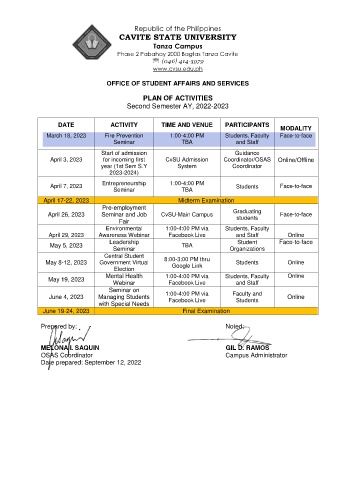 Republic of the Philippines
CAVITE STATE UNIVERSITY
Tanza Campus
Phase 2 Pabahay 2000 Bagtas Tanza Cavite
☏ (046) 414-3979
www.cvsu.edu.ph
OFFICE OF STUDENT AFFAIRS AND SERVICES
PLAN OF ACTIVITIES
Second Semester AY, 2022-2023
DATE ACTIVITY TIME AND VENUE PARTICIPANTS MODALITY
March 18, 2023 Fire Prevention Seminar 1:00-4:00 PM TBA Students, Faculty and Staff Face-to-face
April 3, 2023 Start of admission for incoming first year (1st Sem S.Y 2023-2024) CvSU Admission System Guidance Coordinator/OSAS Coordinator Online/Offline
April 7, 2023 Entrepreneurship Seminar 1:00-4:00 PM TBA Students Face-to-face
April 17-22, 2023 Midterm Examination
April 26, 2023 Pre-employment Seminar and Job Fair CvSU-Main Campus Graduating students Face-to-face
April 29, 2023 Environmental Awareness Webinar 1:00-4:00 PM via Facebook Live Students, Faculty and Staff Online
May 5, 2023 Leadership Seminar TBA Student Organizations Face-to-face
May 8-12, 2023 Central Student Government Virtual Election 8:00-3:00 PM thru Google Link Students Online
May 19, 2023 Mental Health Webinar 1:00-4:00 PM via Facebook Live Students, Faculty and Staff Online
June 4, 2023 Seminar on Managing Students with Special Needs 1:00-4:00 PM via Facebook Live Faculty and Students Online
June 19-24, 2023 Final Examination
Prepared by: Noted:
SAQUIN GIL D. RAMOS
OSAS Coordinator Campus Administrator
Date prepared: September 12, 2022